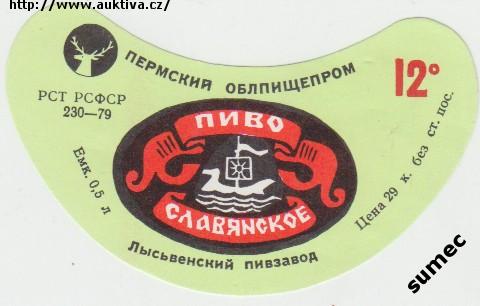 http://www.auktiva.cz/
ПЕРМСКИЙ ОБЛПИЩЕПРОМ
РСТ РСФСР
230—79
12°
Емк. 0,5 л
ПИВО
СЛАВЯНСКОЕ
Цена 29 к. без ст. пос.
Лысьвенский пивзавод
sumec